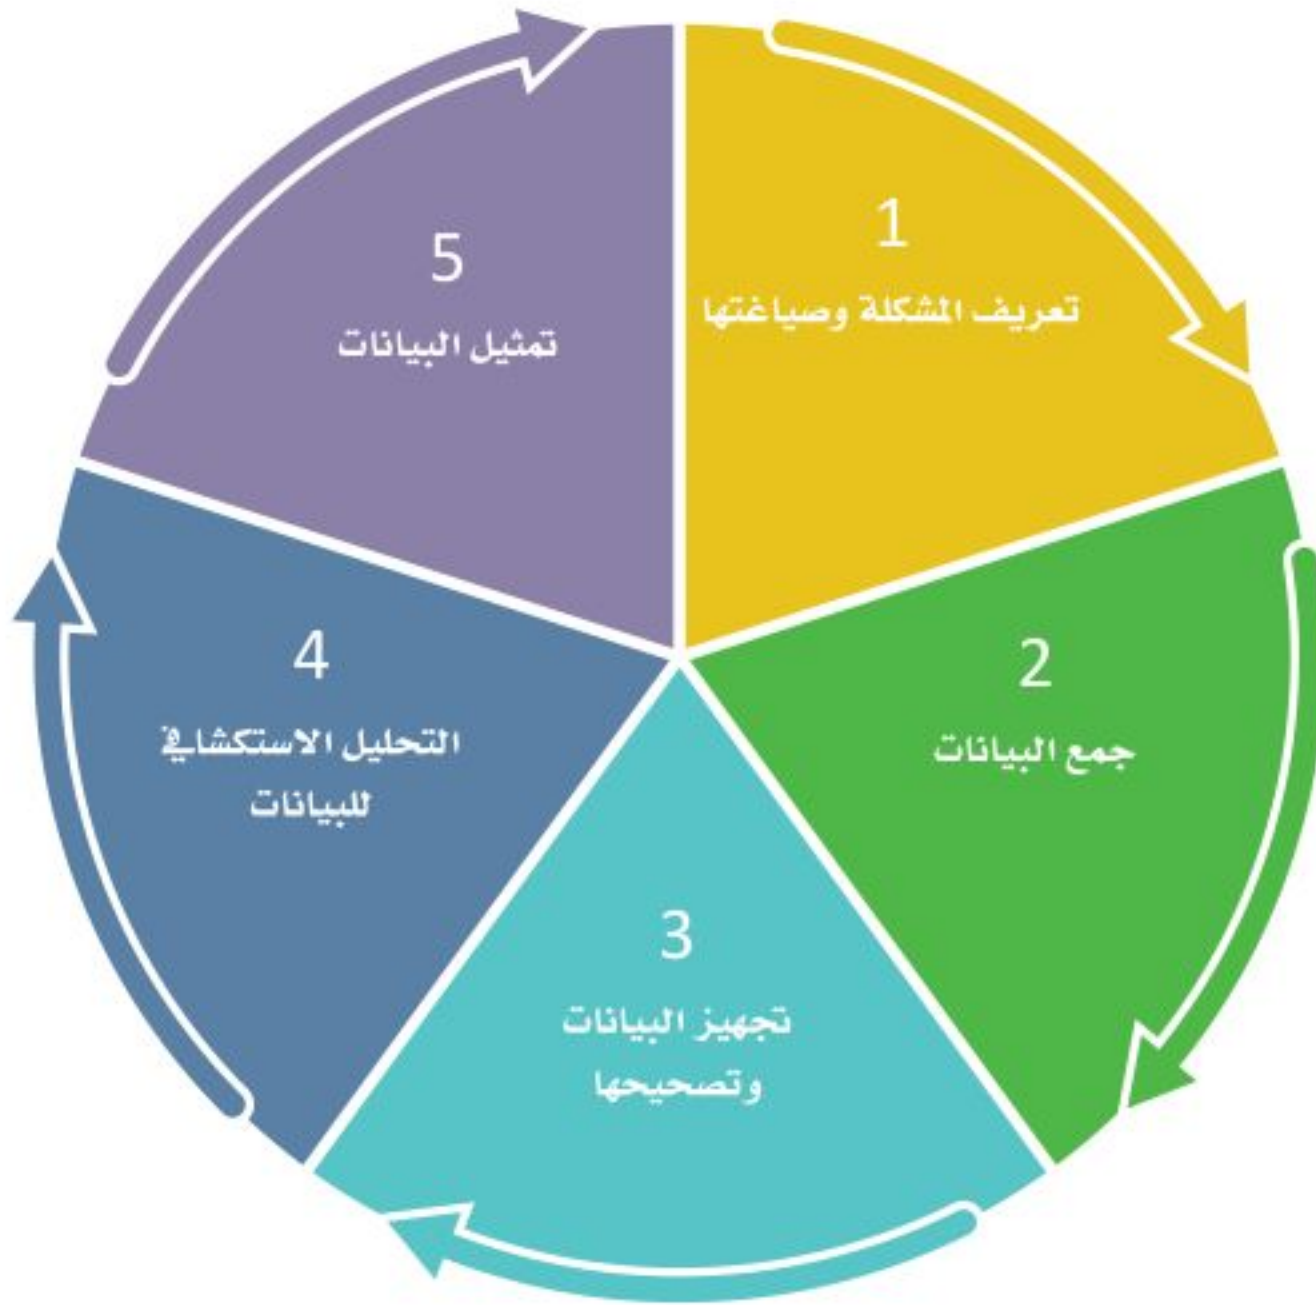 1
تعريف المشكلة وصياغتها
2
جمع البيانات
3
تجهيز البيانات
وتصحيحها
4
التحليل الاستكشافي
للبيانات
5
تمثيل البيانات